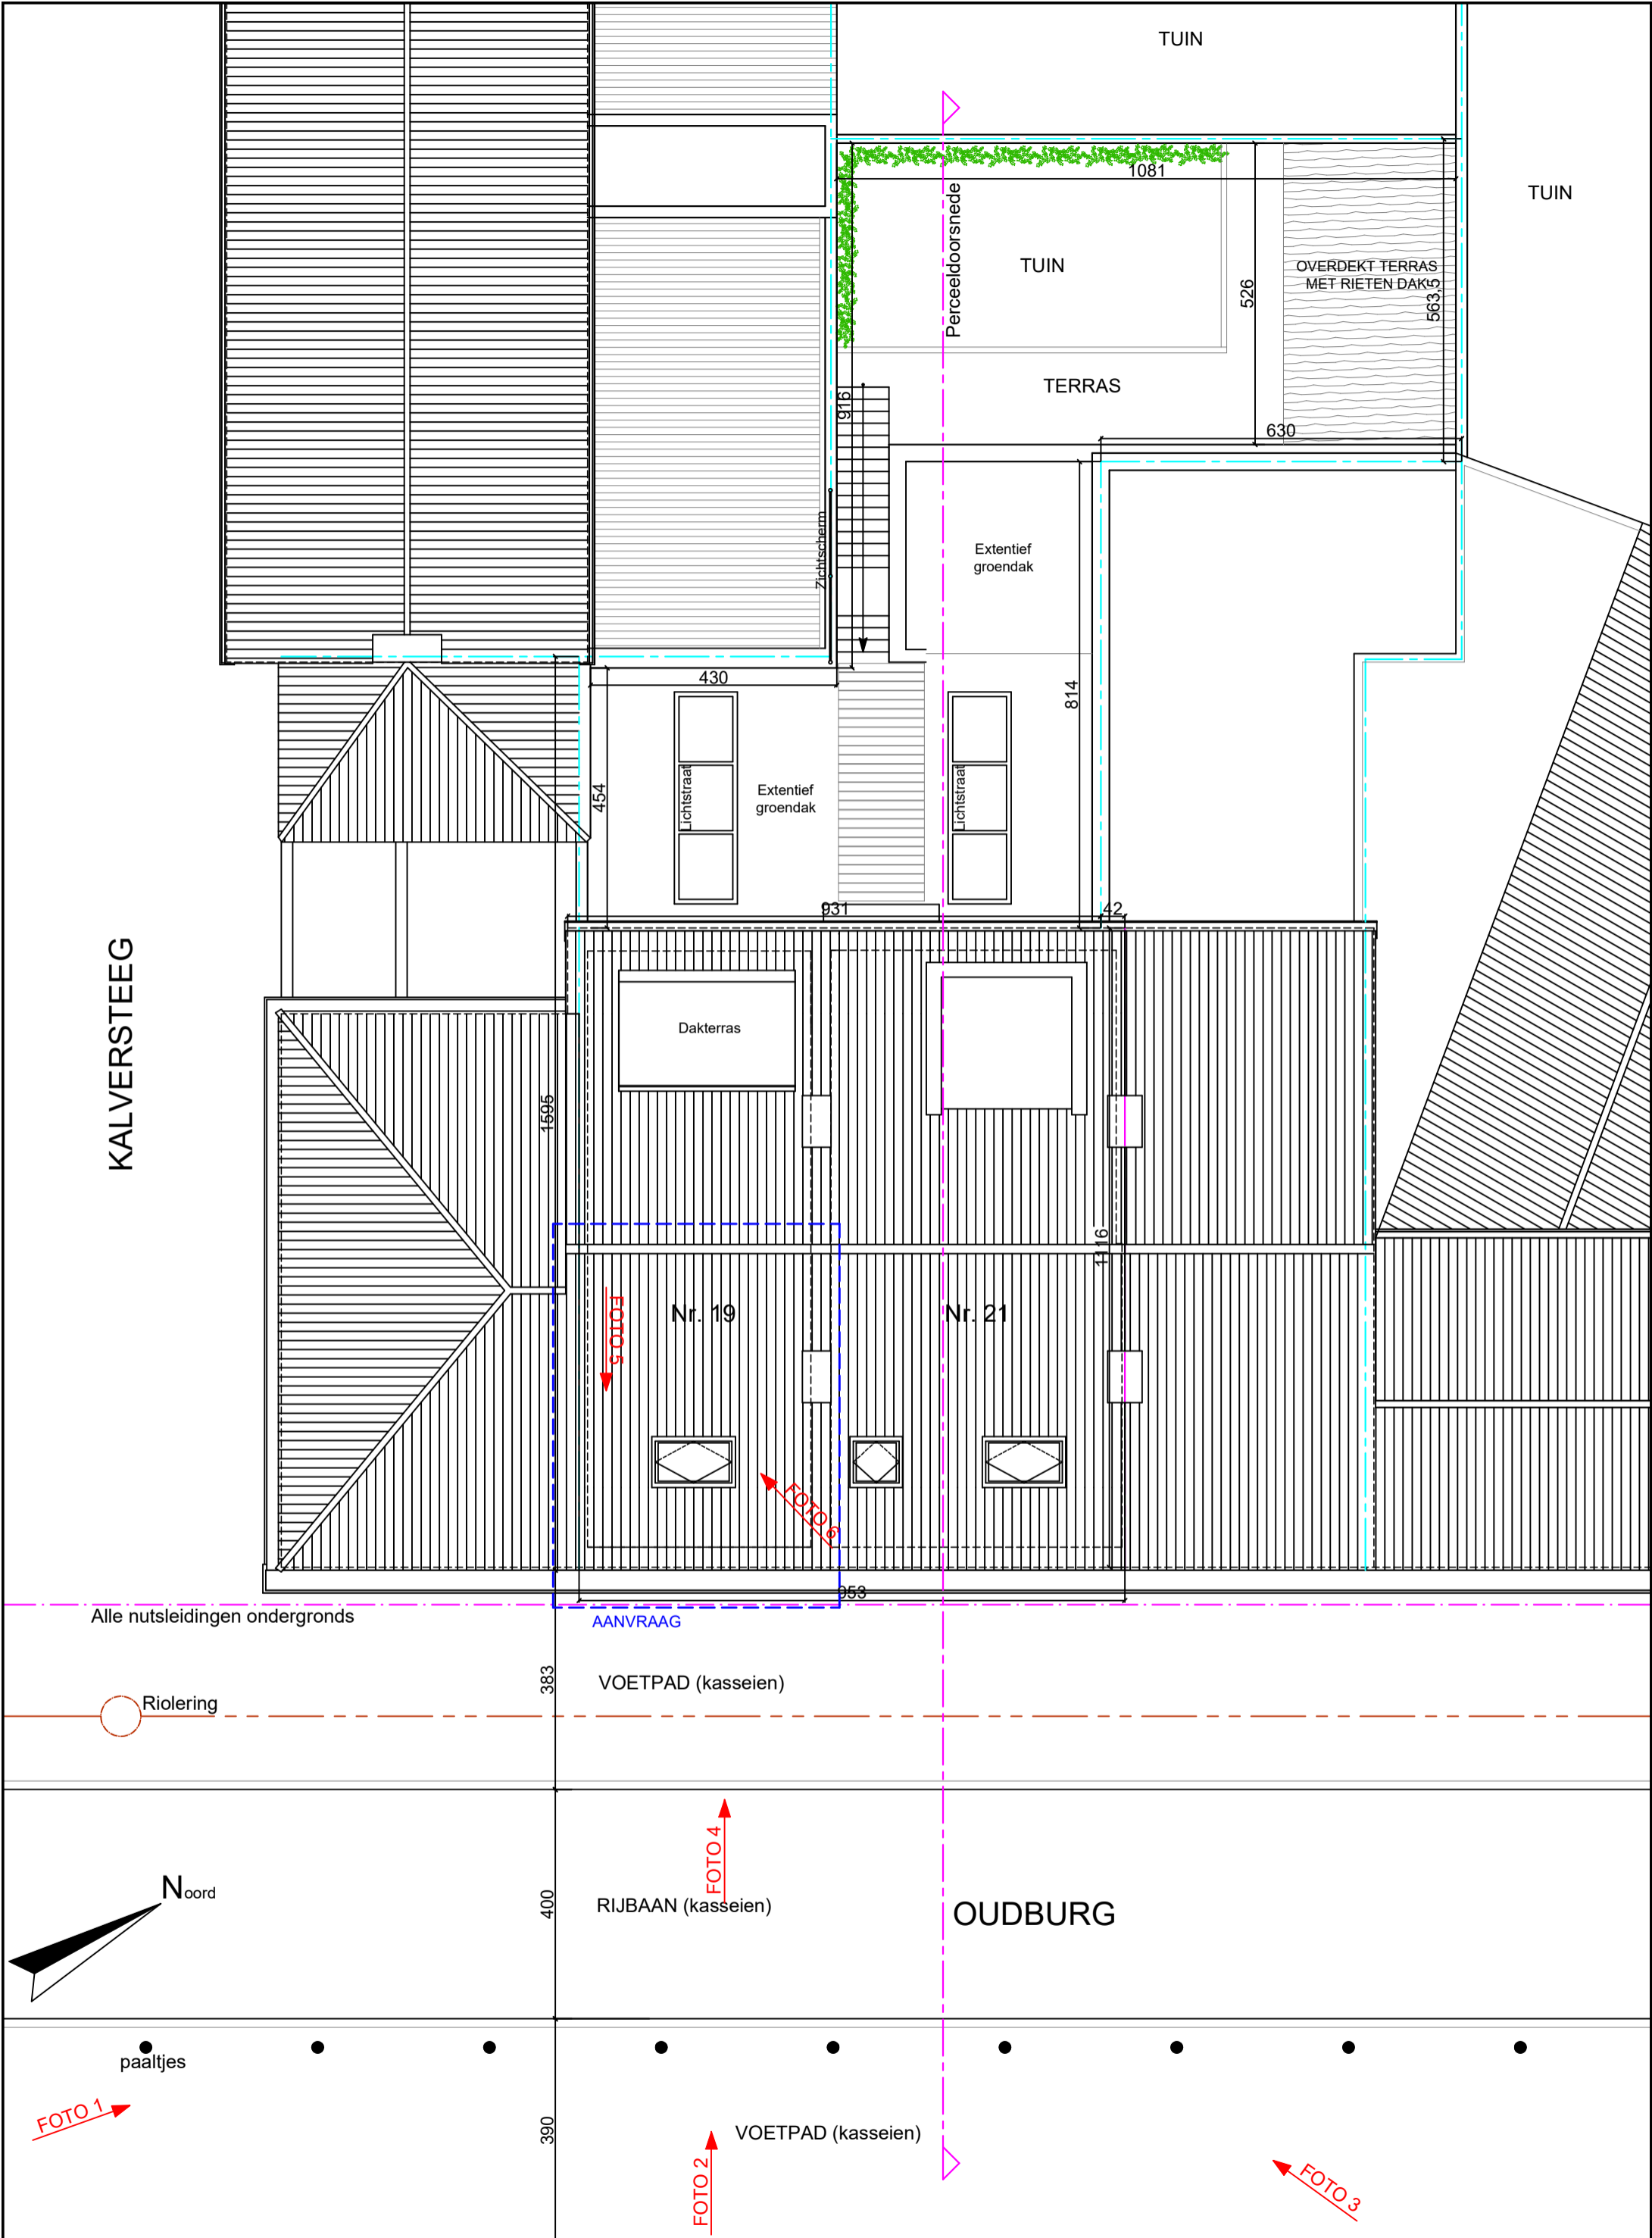 TUIN
1081
TUIN
Perceeldoorsnede
TUIN
OVERDEKT TERRAS
MET RIETEN DAK
526
563,5
TERRAS
916
630
Zichtscherm
Extentief
groendak
430
814
454
Lichtstraat
Extentief
groendak
Lichtstraat
931
42
KALVERSTEEG
Dakterras
1595
1116
Nr. 19
Nr. 21
FOTO 5
FOTO 6
953
Alle nutsleidingen ondergronds
AANVRAAG
383
VOETPAD (kasseien)
Riolering
FOTO 4
Noord
400
RIJBAAN (kasseien)
OUDBURG
paaltjes
FOTO 1
390
VOETPAD (kasseien)
FOTO 2
FOTO 3